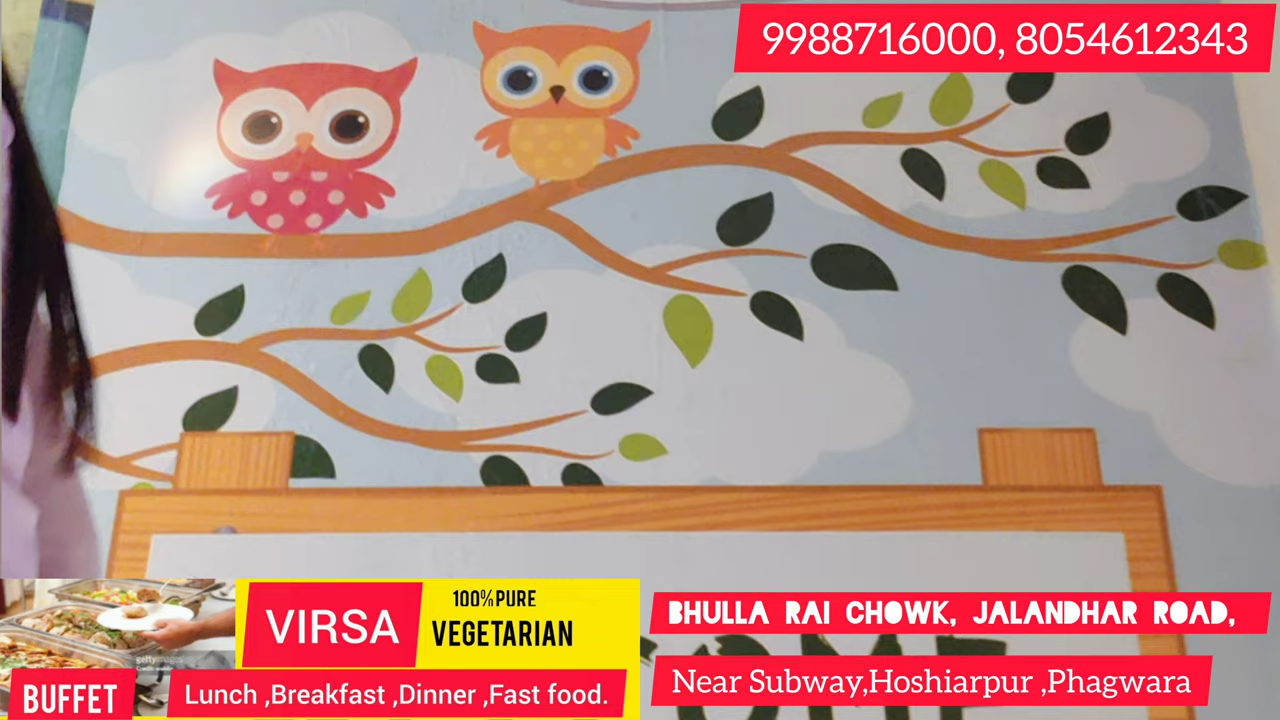 9988716000, 8054612343
VIRSA
100% PURE
VEGETARIAN
BUFFET
Lunch ,Breakfast ,Dinner ,Fast food.
BHULLA RAI CHOWK, JALANDHAR ROAD,
Near Subway,Hoshiarpur ,Phagwara
gettyimages